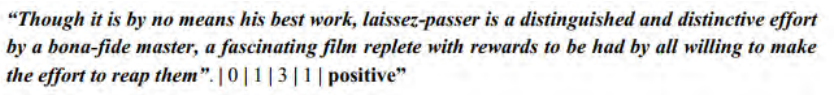 “Though it is by no means his best work, laissez-passer is a distinguished and distinctive effort
by a bona-fide master, a fascinating film replete with rewards to be had by all willing to make
the effort to reap them”. | 0 | 1 | 3 | 1 | positive”